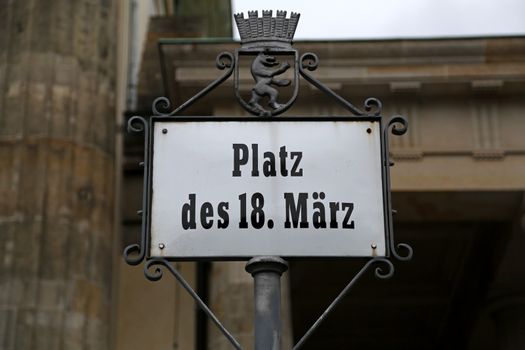 Platz
des 18. März